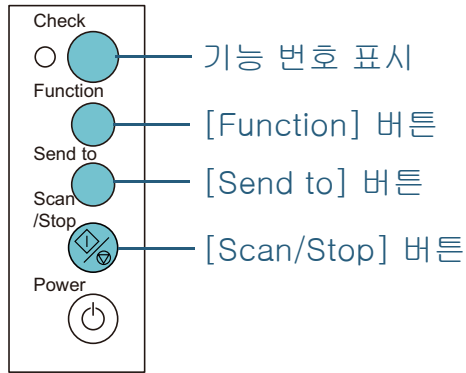 Check
기능 번호 표시
Function
[Function] 버튼
Send to
[Send to] 버튼
Scan
/Stop
[Scan/Stop] 버튼
Power